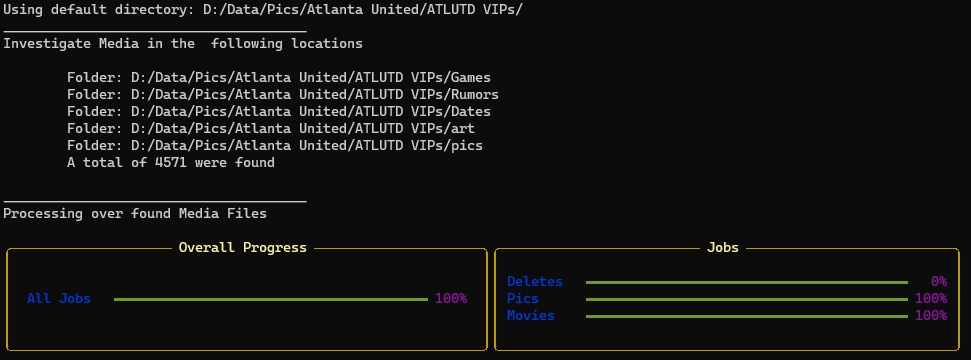 Using default directory: D:/Data/Pics/Atlanta United/ATLUTD VIPs/
Investigate Media in the  following locations
Folder: D:/Data/Pics/Atlanta United/ATLUTD VIPs/Games
Folder: D:/Data/Pics/Atlanta United/ATLUTD VIPs/Rumors
Folder: D:/Data/Pics/Atlanta United/ATLUTD VIPs/Dates
Folder: D:/Data/Pics/Atlanta United/ATLUTD VIPs/art
Folder: D:/Data/Pics/Atlanta United/ATLUTD VIPs/pics
A total of 4571 were found
Processing over found Media Files
Overall Progress
All Jobs 100%
Jobs
Deletes 0%
Pics 100%
Movies 100%